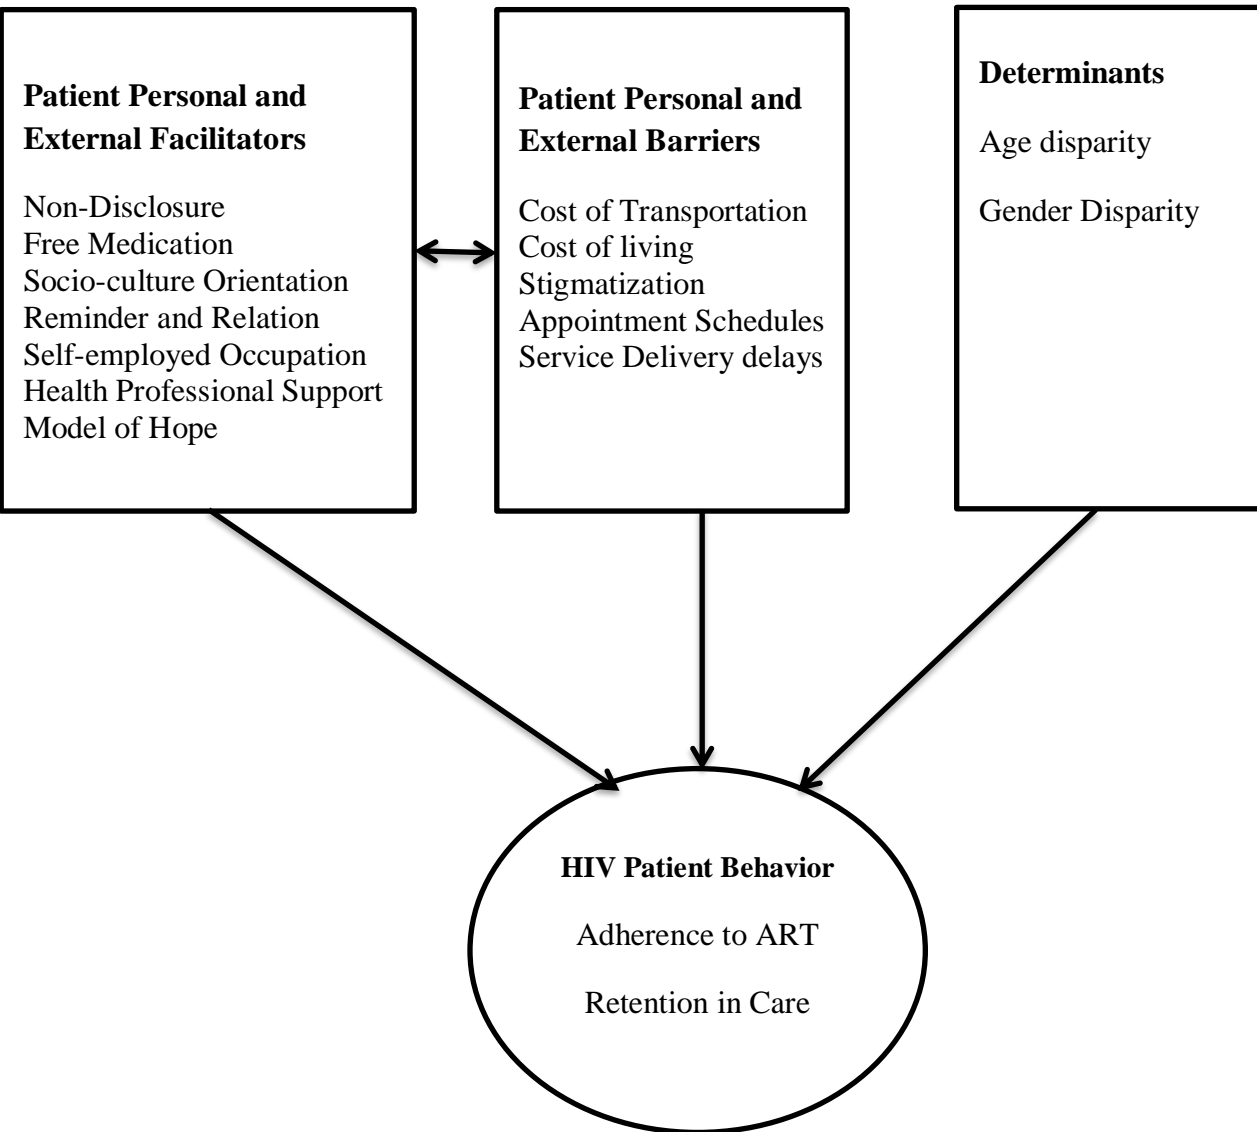 Patient Personal and
External Facilitators
Non-Disclosure
Free Medication
Socio-culture Orientation
Reminder and Relation
Self-employed Occupation
Health Professional Support
Model of Hope
Patient Personal and
External Barriers
Cost of Transportation
Cost of living
Stigmatization
Appointment Schedules
Service Delivery delays
Determinants
Age disparity
Gender Disparity
HIV Patient Behavior
Adherence to ART
Retention in Care